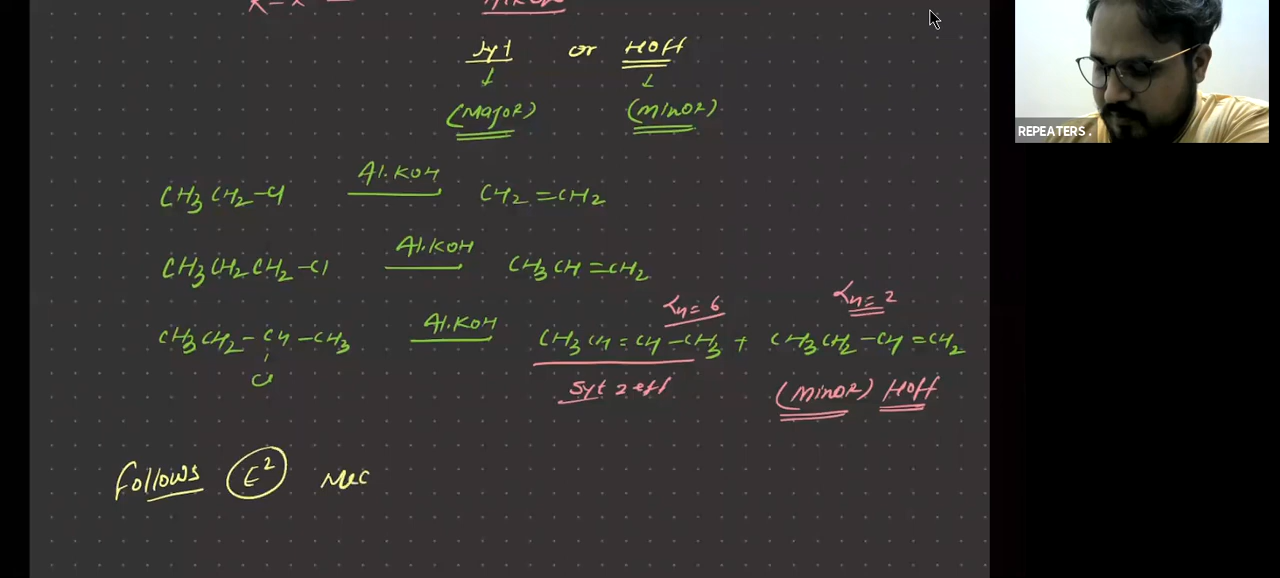 R-X
Syt or HOFF
↓ ↓
(Major) (Minor)
CH3CH2-Cl Al.KOH CH2=CH2
CH3CH2CH2-Cl Al.KOH CH3CH=CH2
αH=6 αH=2
CH3CH2-CH-CH3 Al.KOH CH3CH=CH-CH3 + CH3CH2-CH=CH2
Cl
Syt zeff (Minor) HOFF
Follows E2 Mec
REPEATERS .